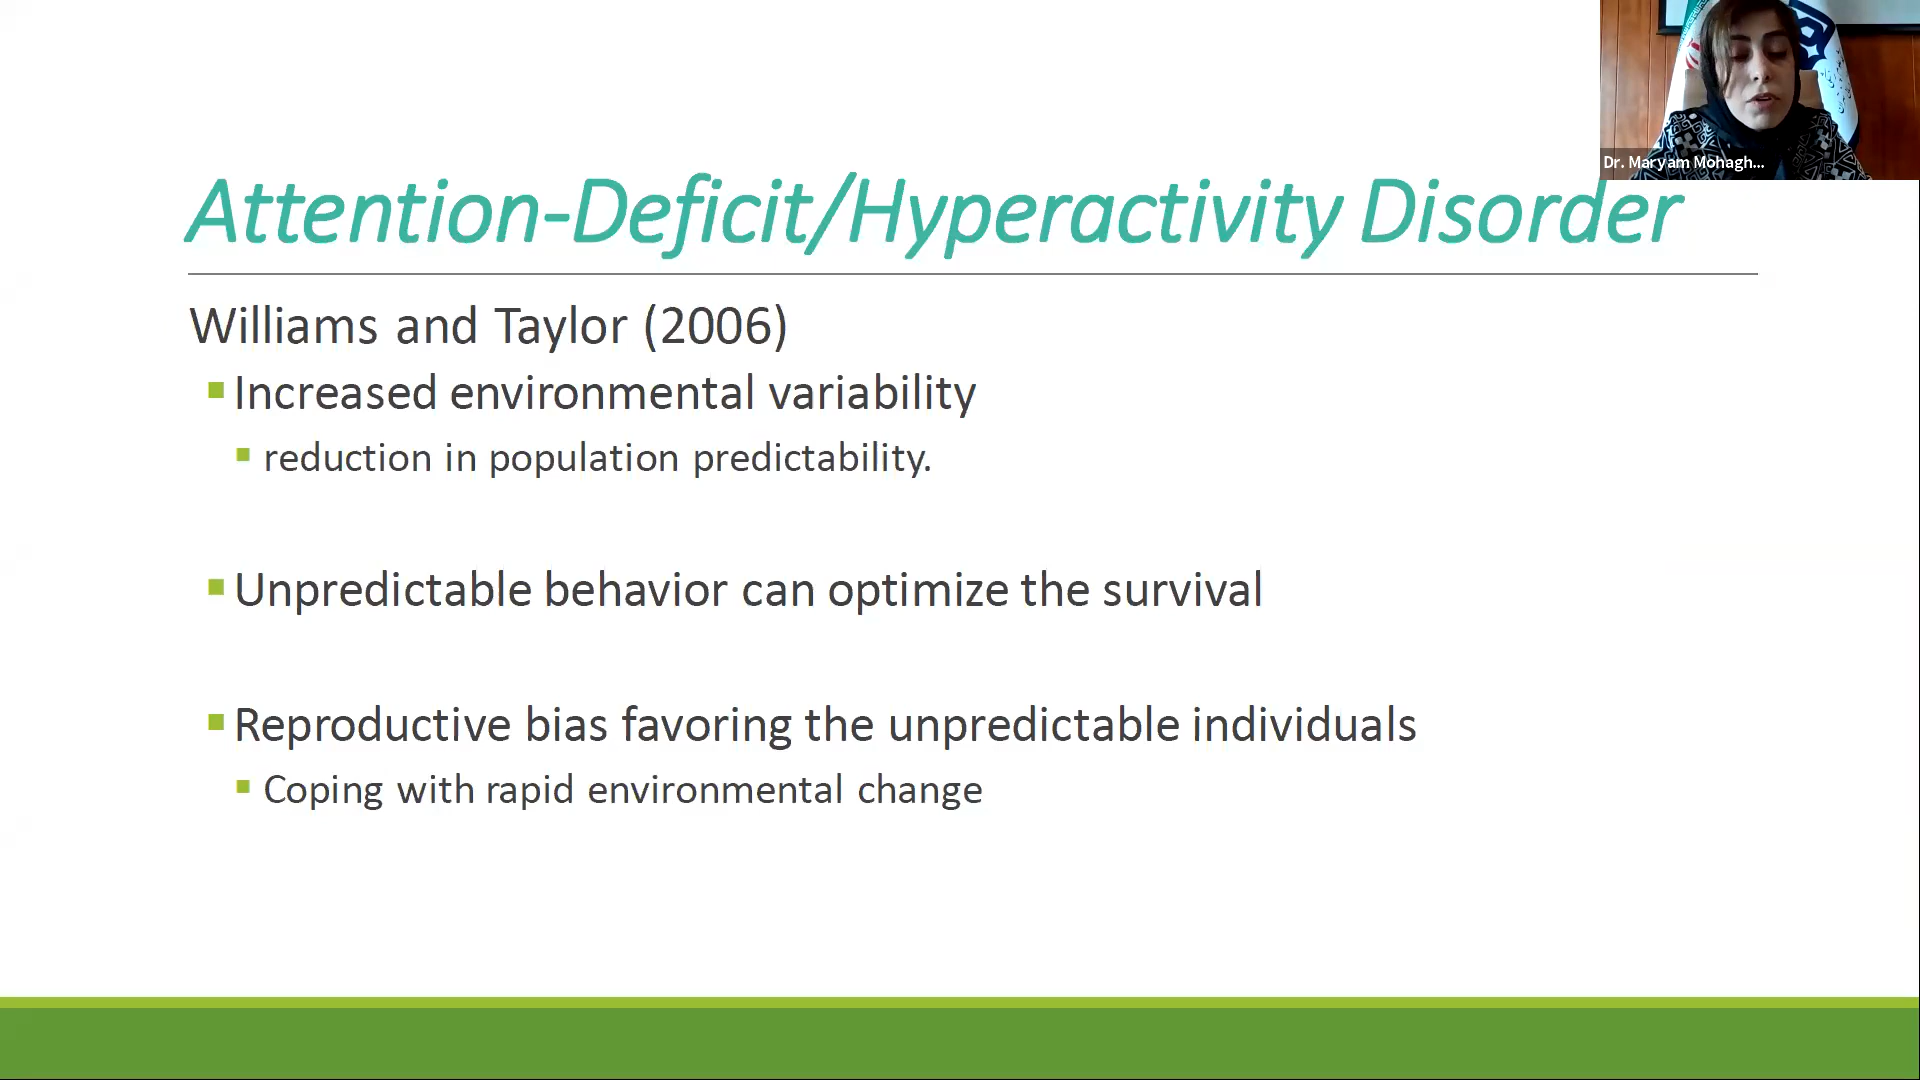 Dr. Maryam Mohagh...
Attention-Deficit/Hyperactivity Disorder
Williams and Taylor (2006)
Increased environmental variability
reduction in population predictability.
Unpredictable behavior can optimize the survival
Reproductive bias favoring the unpredictable individuals
Coping with rapid environmental change